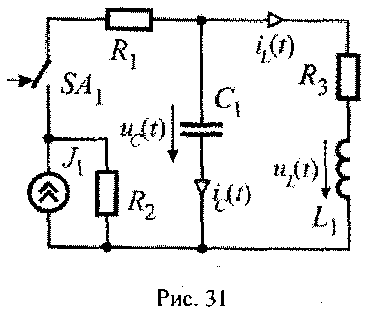 R1
iL(t)
SA1
C1
R3
uC(t)
J1
uL(t)
R2
iC(t)
L1
Рис. 31